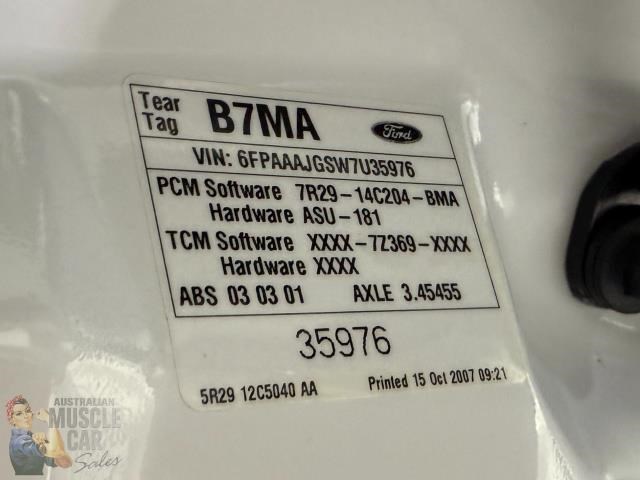 Tear Tag B7MA Ford
VIN: 6FPAAAJGSW7U35976
PCM Software 7R29-14C204-BMA
Hardware ASU-181
TCM Software XXXX-7Z369-XXXX
Hardware XXXX
ABS 03 03 01 AXLE 3.45455
35976
5R29 12C5040 AA Printed 15 Oct 2007 09:21
AUSTRALIAN
MUSCLE
CAR
Sales